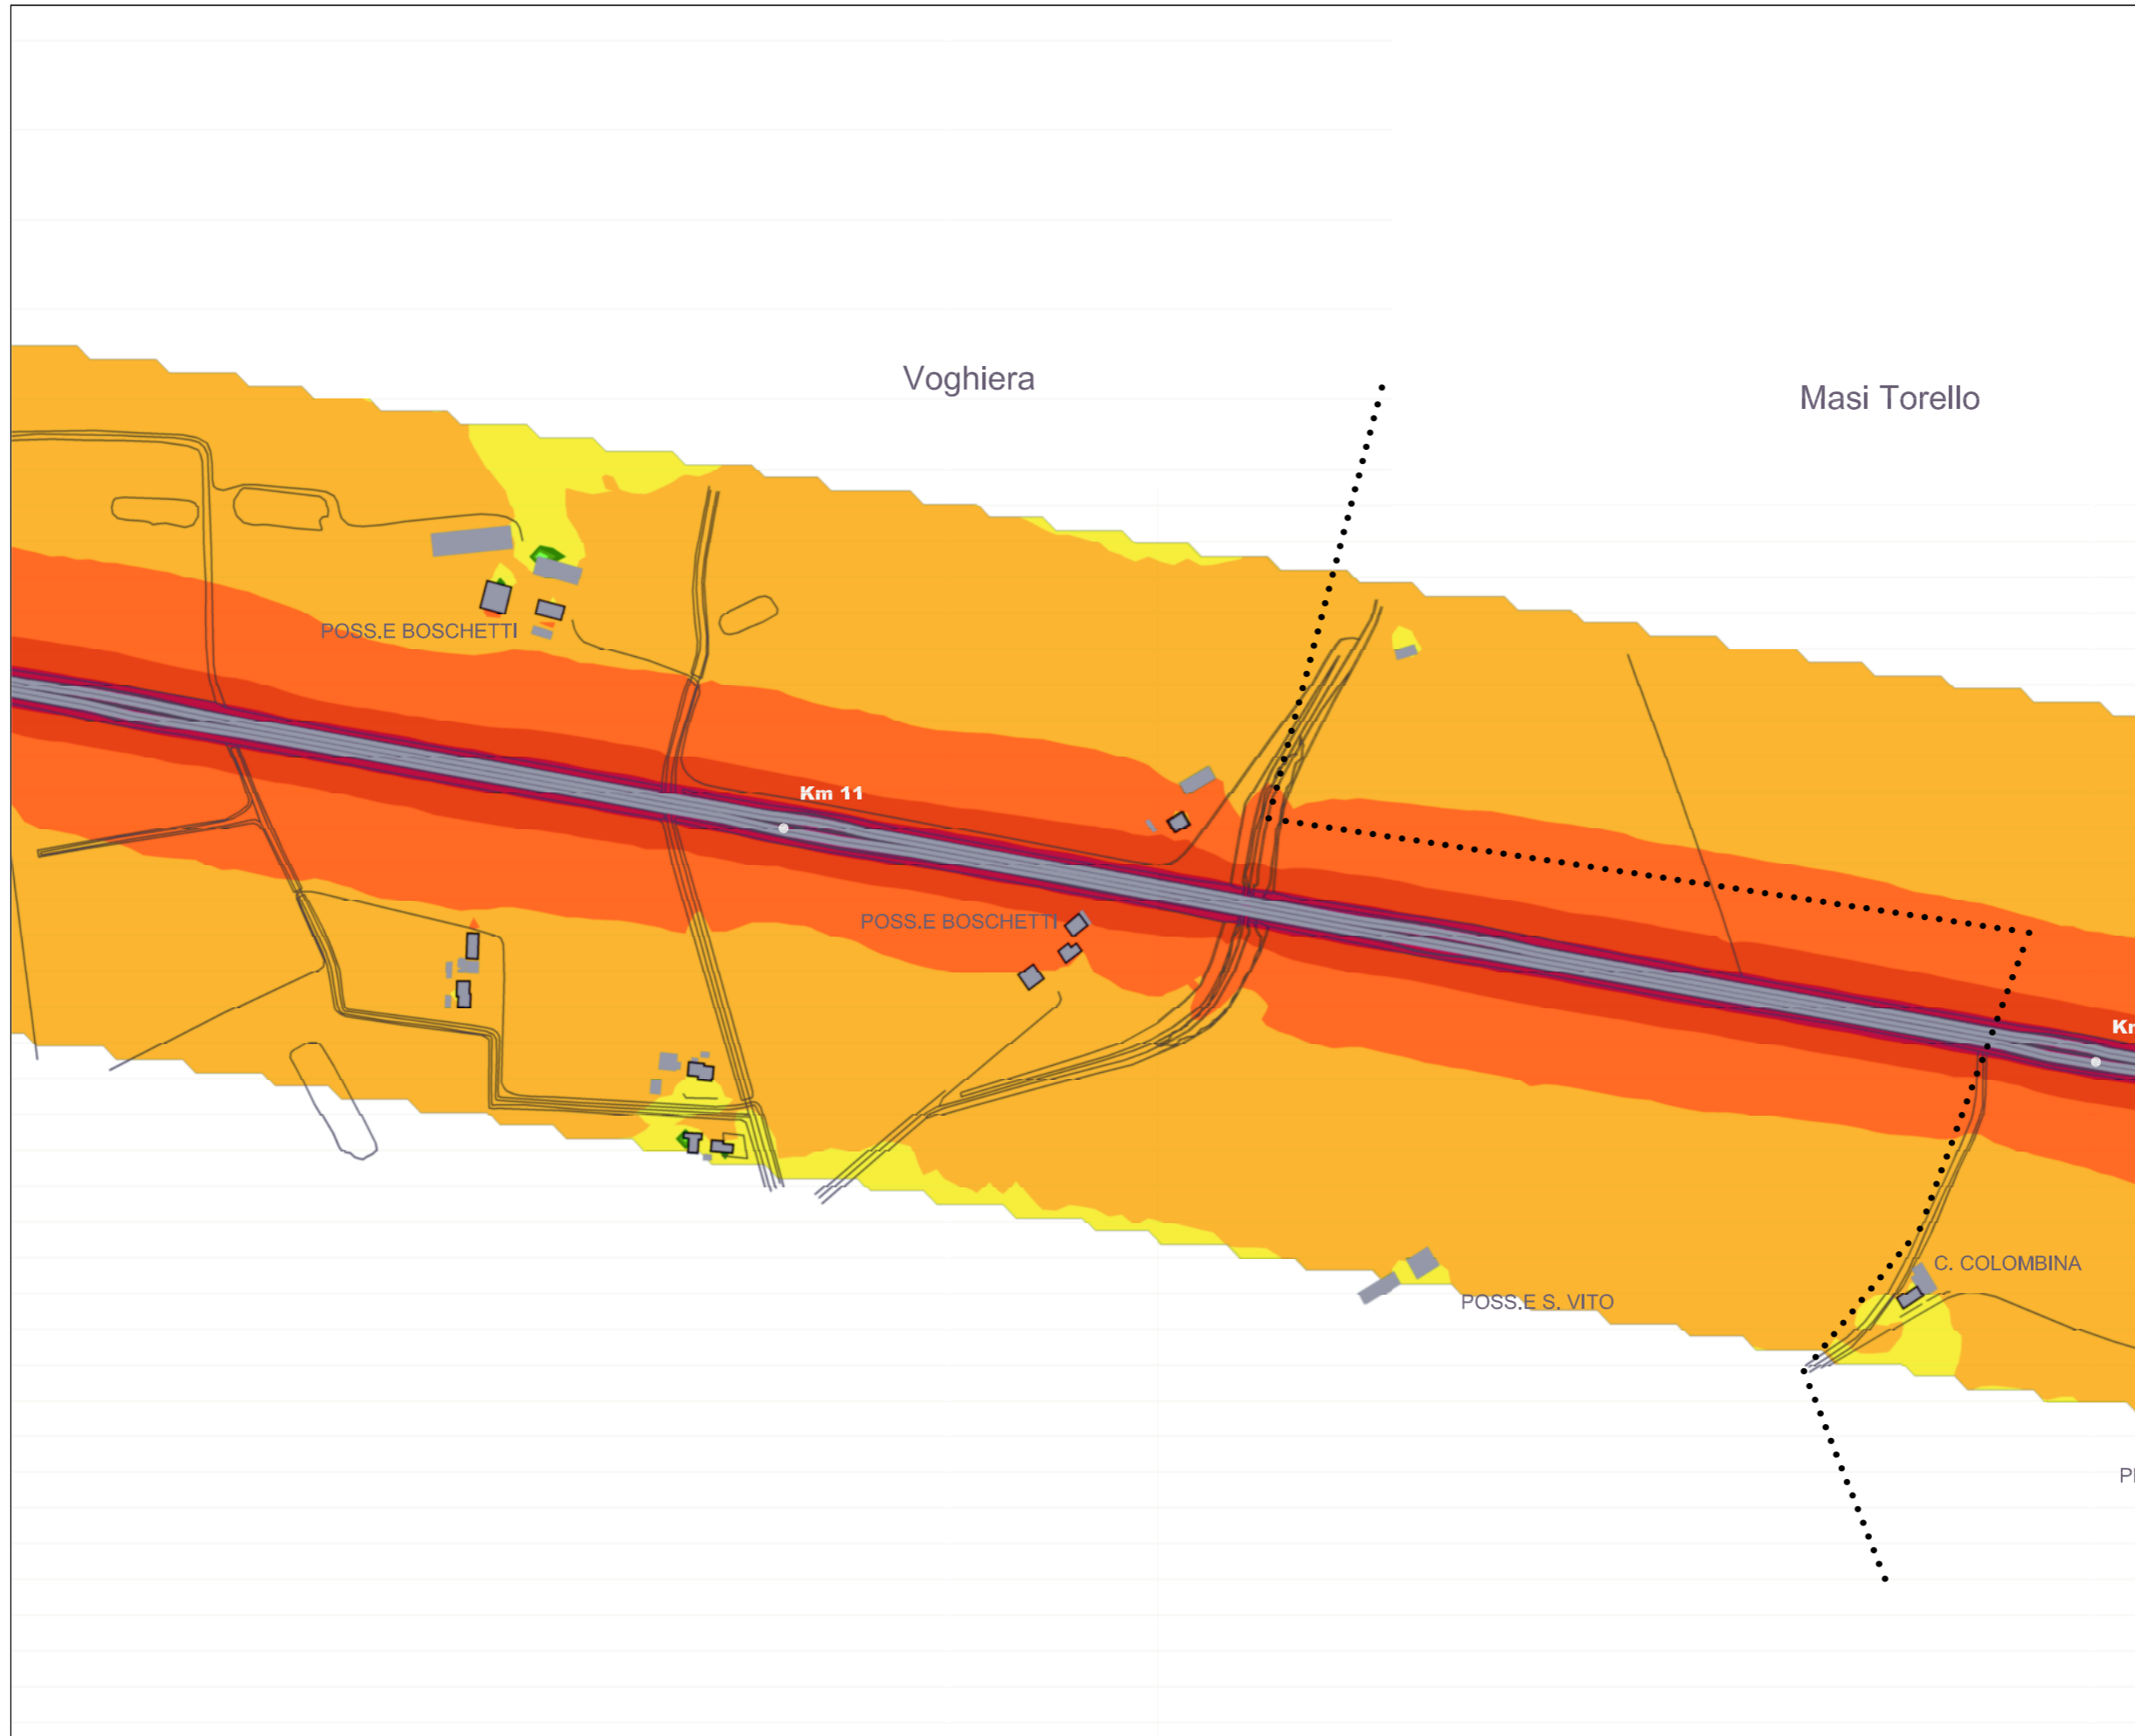 Voghiera
Masi Torello
POSS.E BOSCHETTI
Km 11
POSS.E BOSCHETTI
C. COLOMBINA
POSS.E S. VITO